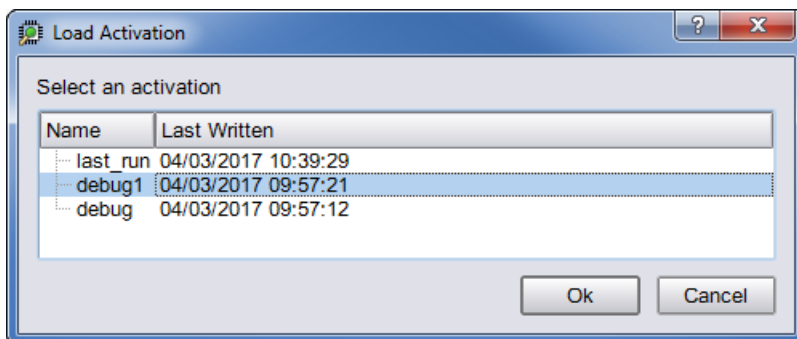 Load Activation
Select an activation
Name Last Written
last_run 04/03/2017 10:39:29
debug1 04/03/2017 09:57:21
debug 04/03/2017 09:57:12
Ok Cancel